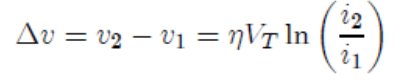 Δv = v₂ − v₁ = ηV_T ln (i₂/i₁)